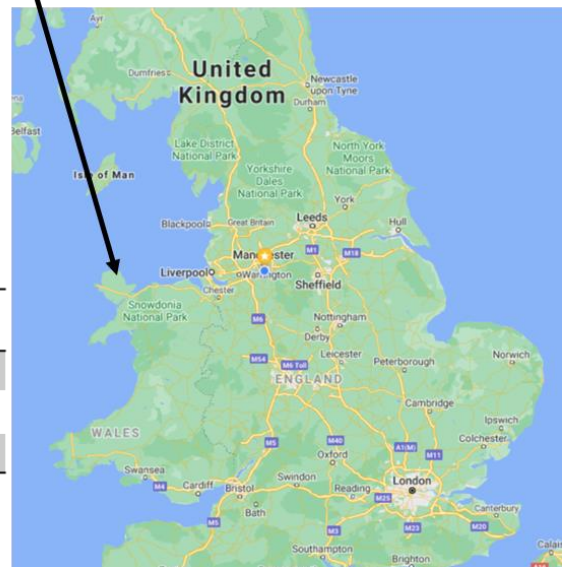 Ayr
United
Kingdom
Dumfries
Newcastle
upon Tyne
Durham
Belfast
Lake District
National Park
North York
Moors
National Park
Isle of Man
Yorkshire
Dales
National Park
York
Leeds
Hull
Blackpool
Great Britain
M1
M18
Liverpool
Warrington
Sheffield
Chester
Snowdonia
National Park
M6
Nottingham
Derby
M54
M6 Toll
Leicester
Peterborough
Norwich
ENGLAND
Cambridge
WALES
Ipswich
M5
M40
A1(M)
M11
Colchester
Oxford
Swansea
M4
Cardiff
Bristol
Swindon
Reading
London
M25
Bath
Canterbury
M5
M3
M23
M20
Southampton
Brighton
Calais